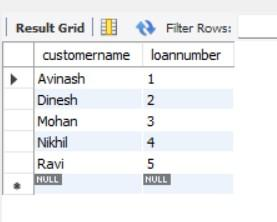 Result Grid Filter Rows:
customername loannumber
Avinash 1
Dinesh 2
Mohan 3
Nikhil 4
Ravi 5
NULL NULL